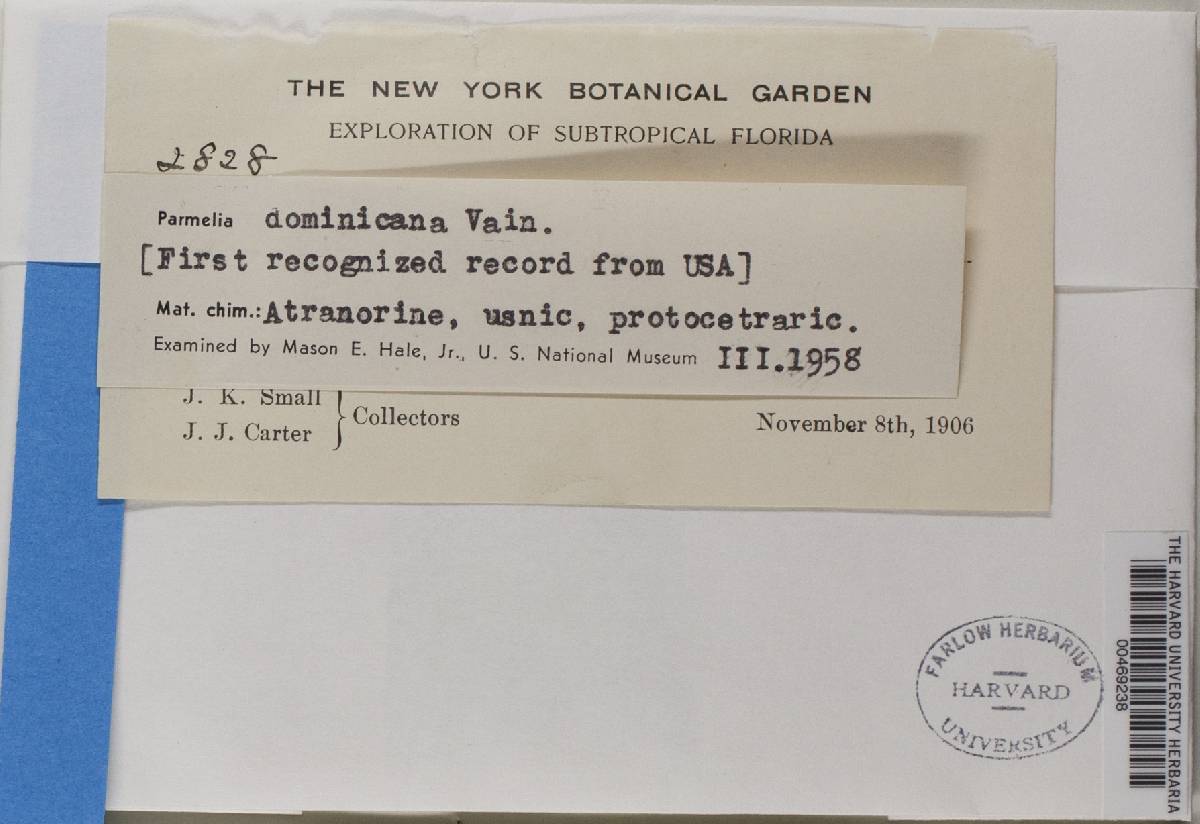 THE NEW YORK BOTANICAL GARDEN
EXPLORATION OF SUBTROPICAL FLORIDA
2828
Parmelia dominicana Vain.
[First recognized record from USA]
Mat. chim.: Atranorine, usnic, protocetraric.
Examined by Mason E. Hale, Jr., U. S. National Museum III.1958
J. K. Small
J. J. Carter } Collectors
November 8th, 1906
FARLOW HERBARIUM
HARVARD
UNIVERSITY
THE HARVARD UNIVERSITY HERBARIA
00469238